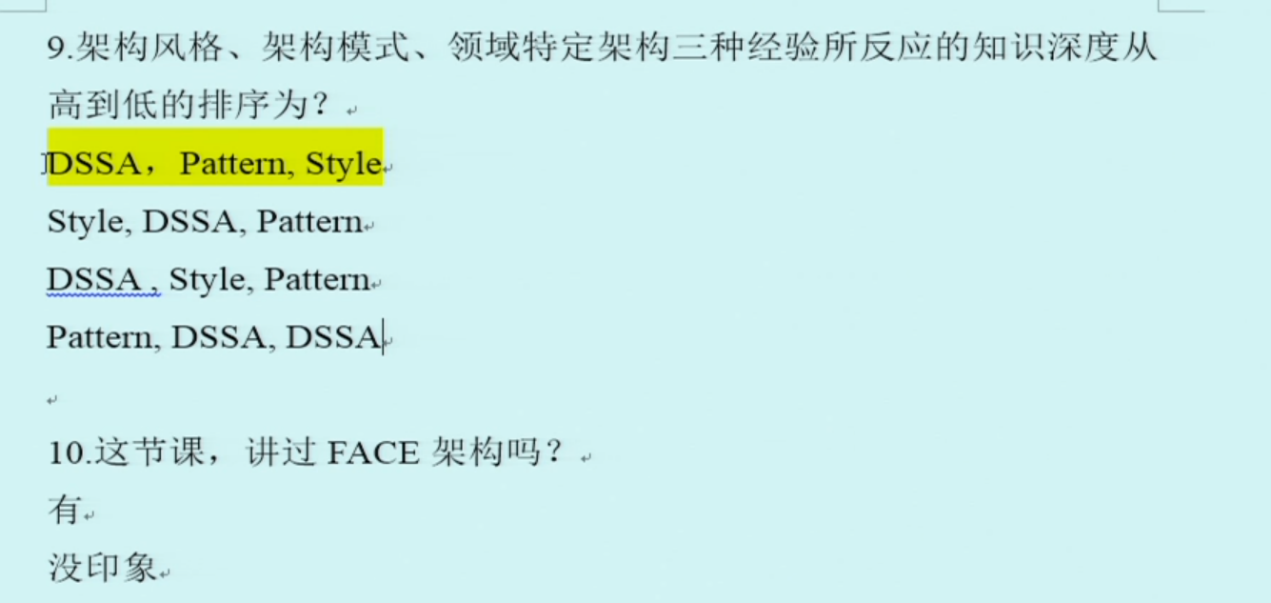 9.架构风格、架构模式、领域特定架构三种经验所反应的知识深度从
高到低的排序为？
DSSA， Pattern, Style
Style, DSSA, Pattern
DSSA , Style, Pattern
Pattern, DSSA, DSSA
10.这节课，讲过 FACE 架构吗？
有
没印象